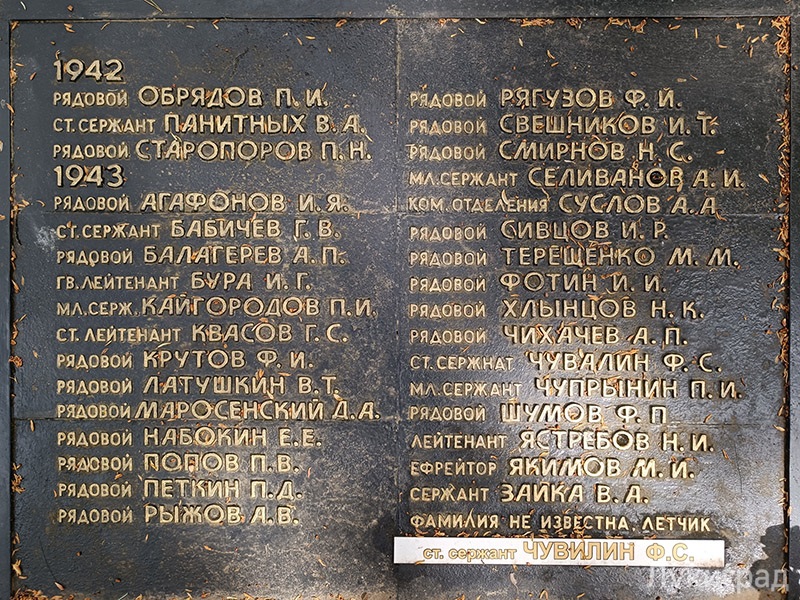 1942
РЯДОВОЙ ОБРЯДОВ П. И.
СТ. СЕРЖАНТ ПАНИТНЫХ В. А.
РЯДОВОЙ СТАРОПОРОВ П. Н.
1943
РЯДОВОЙ АГАФОНОВ И. Я.
СТ. СЕРЖАНТ БАБИЧЕВ Г. В.
РЯДОВОЙ БАЛАГЕРЕВ А. П.
ГВ. ЛЕЙТЕНАНТ БУРА И. Г.
МЛ. СЕРЖ. КАЙГОРОДОВ П. И.
СТ. ЛЕЙТЕНАНТ КВАСОВ Г. С.
РЯДОВОЙ КРУТОВ Ф. И.
РЯДОВОЙ ЛАТУШКИН В. Т.
РЯДОВОЙ МАРОСЕНСКИЙ Д. А.
РЯДОВОЙ НАБОКИН Е. Е.
РЯДОВОЙ ПОПОВ П. В.
РЯДОВОЙ ПЕТКИН П. Д.
РЯДОВОЙ РЫЖОВ А. В.
РЯДОВОЙ РЯГУЗОВ Ф. И.
РЯДОВОЙ СВЕШНИКОВ И. Т.
РЯДОВОЙ СМИРНОВ Н. С.
МЛ. СЕРЖАНТ СЕЛИВАНОВ А. И.
КОМ. ОТДЕЛЕНИЯ СУСЛОВ А. А
РЯДОВОЙ СИВЦОВ И. Р.
РЯДОВОЙ ТЕРЕЩЕНКО М. М.
РЯДОВОЙ ФОТИН И. И.
РЯДОВОЙ ХЛЫНЦОВ Н. К.
РЯДОВОЙ ЧИХАЧЕВ А. П.
СТ. СЕРЖНАТ ЧУВАЛИН Ф. С.
МЛ. СЕРЖАНТ ЧУПРЫНИН П. И.
РЯДОВОЙ ШУМОВ Ф. П
ЛЕЙТЕНАНТ ЯСТРЕБОВ Н. И.
ЕФРЕЙТОР ЯКИМОВ М. И.
СЕРЖАНТ ЗАИКА В. А.
ФАМИЛИЯ НЕ ИЗВЕСТНА, ЛЕТЧИК
ст. сержант ЧУВИЛИН Ф.С.